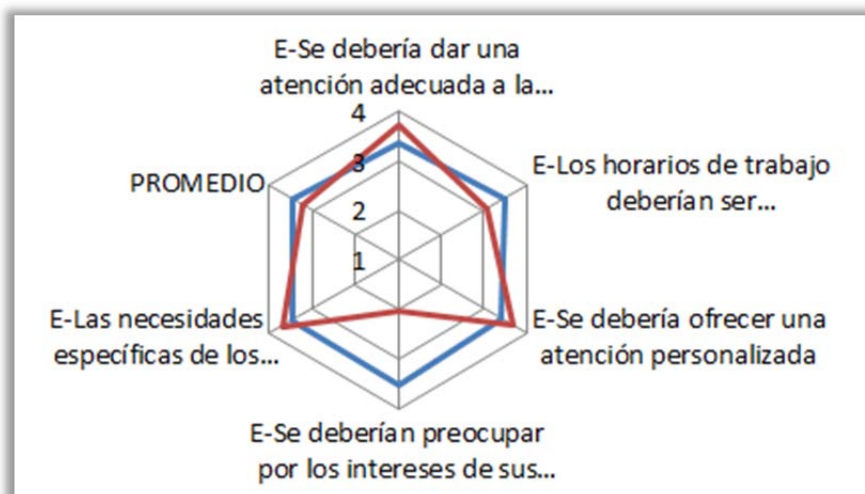 E-Se debería dar una
atención adecuada a la...
4
3
2
1
E-Los horarios de trabajo
deberían ser...
E-Se debería ofrecer una
atención personalizada
E-Se deberían preocupar
por los intereses de sus...
E-Las necesidades
específicas de los...
PROMEDIO